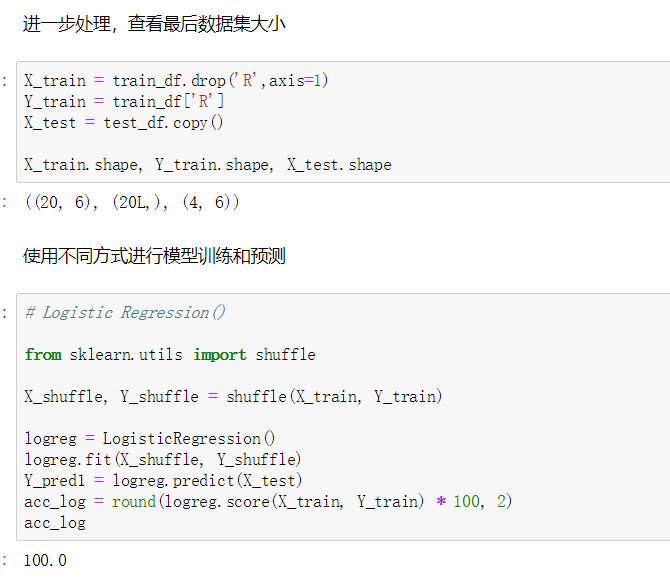 进一步处理，查看最后数据集大小
: X_train = train_df.drop('R',axis=1)
Y_train = train_df['R']
X_test = test_df.copy()
X_train.shape, Y_train.shape, X_test.shape
: ((20, 6), (20L,), (4, 6))
使用不同方式进行模型训练和预测
: # Logistic Regression()
from sklearn.utils import shuffle
X_shuffle, Y_shuffle = shuffle(X_train, Y_train)
logreg = LogisticRegression()
logreg.fit(X_shuffle, Y_shuffle)
Y_pred1 = logreg.predict(X_test)
acc_log = round(logreg.score(X_train, Y_train) * 100, 2)
acc_log
: 100.0